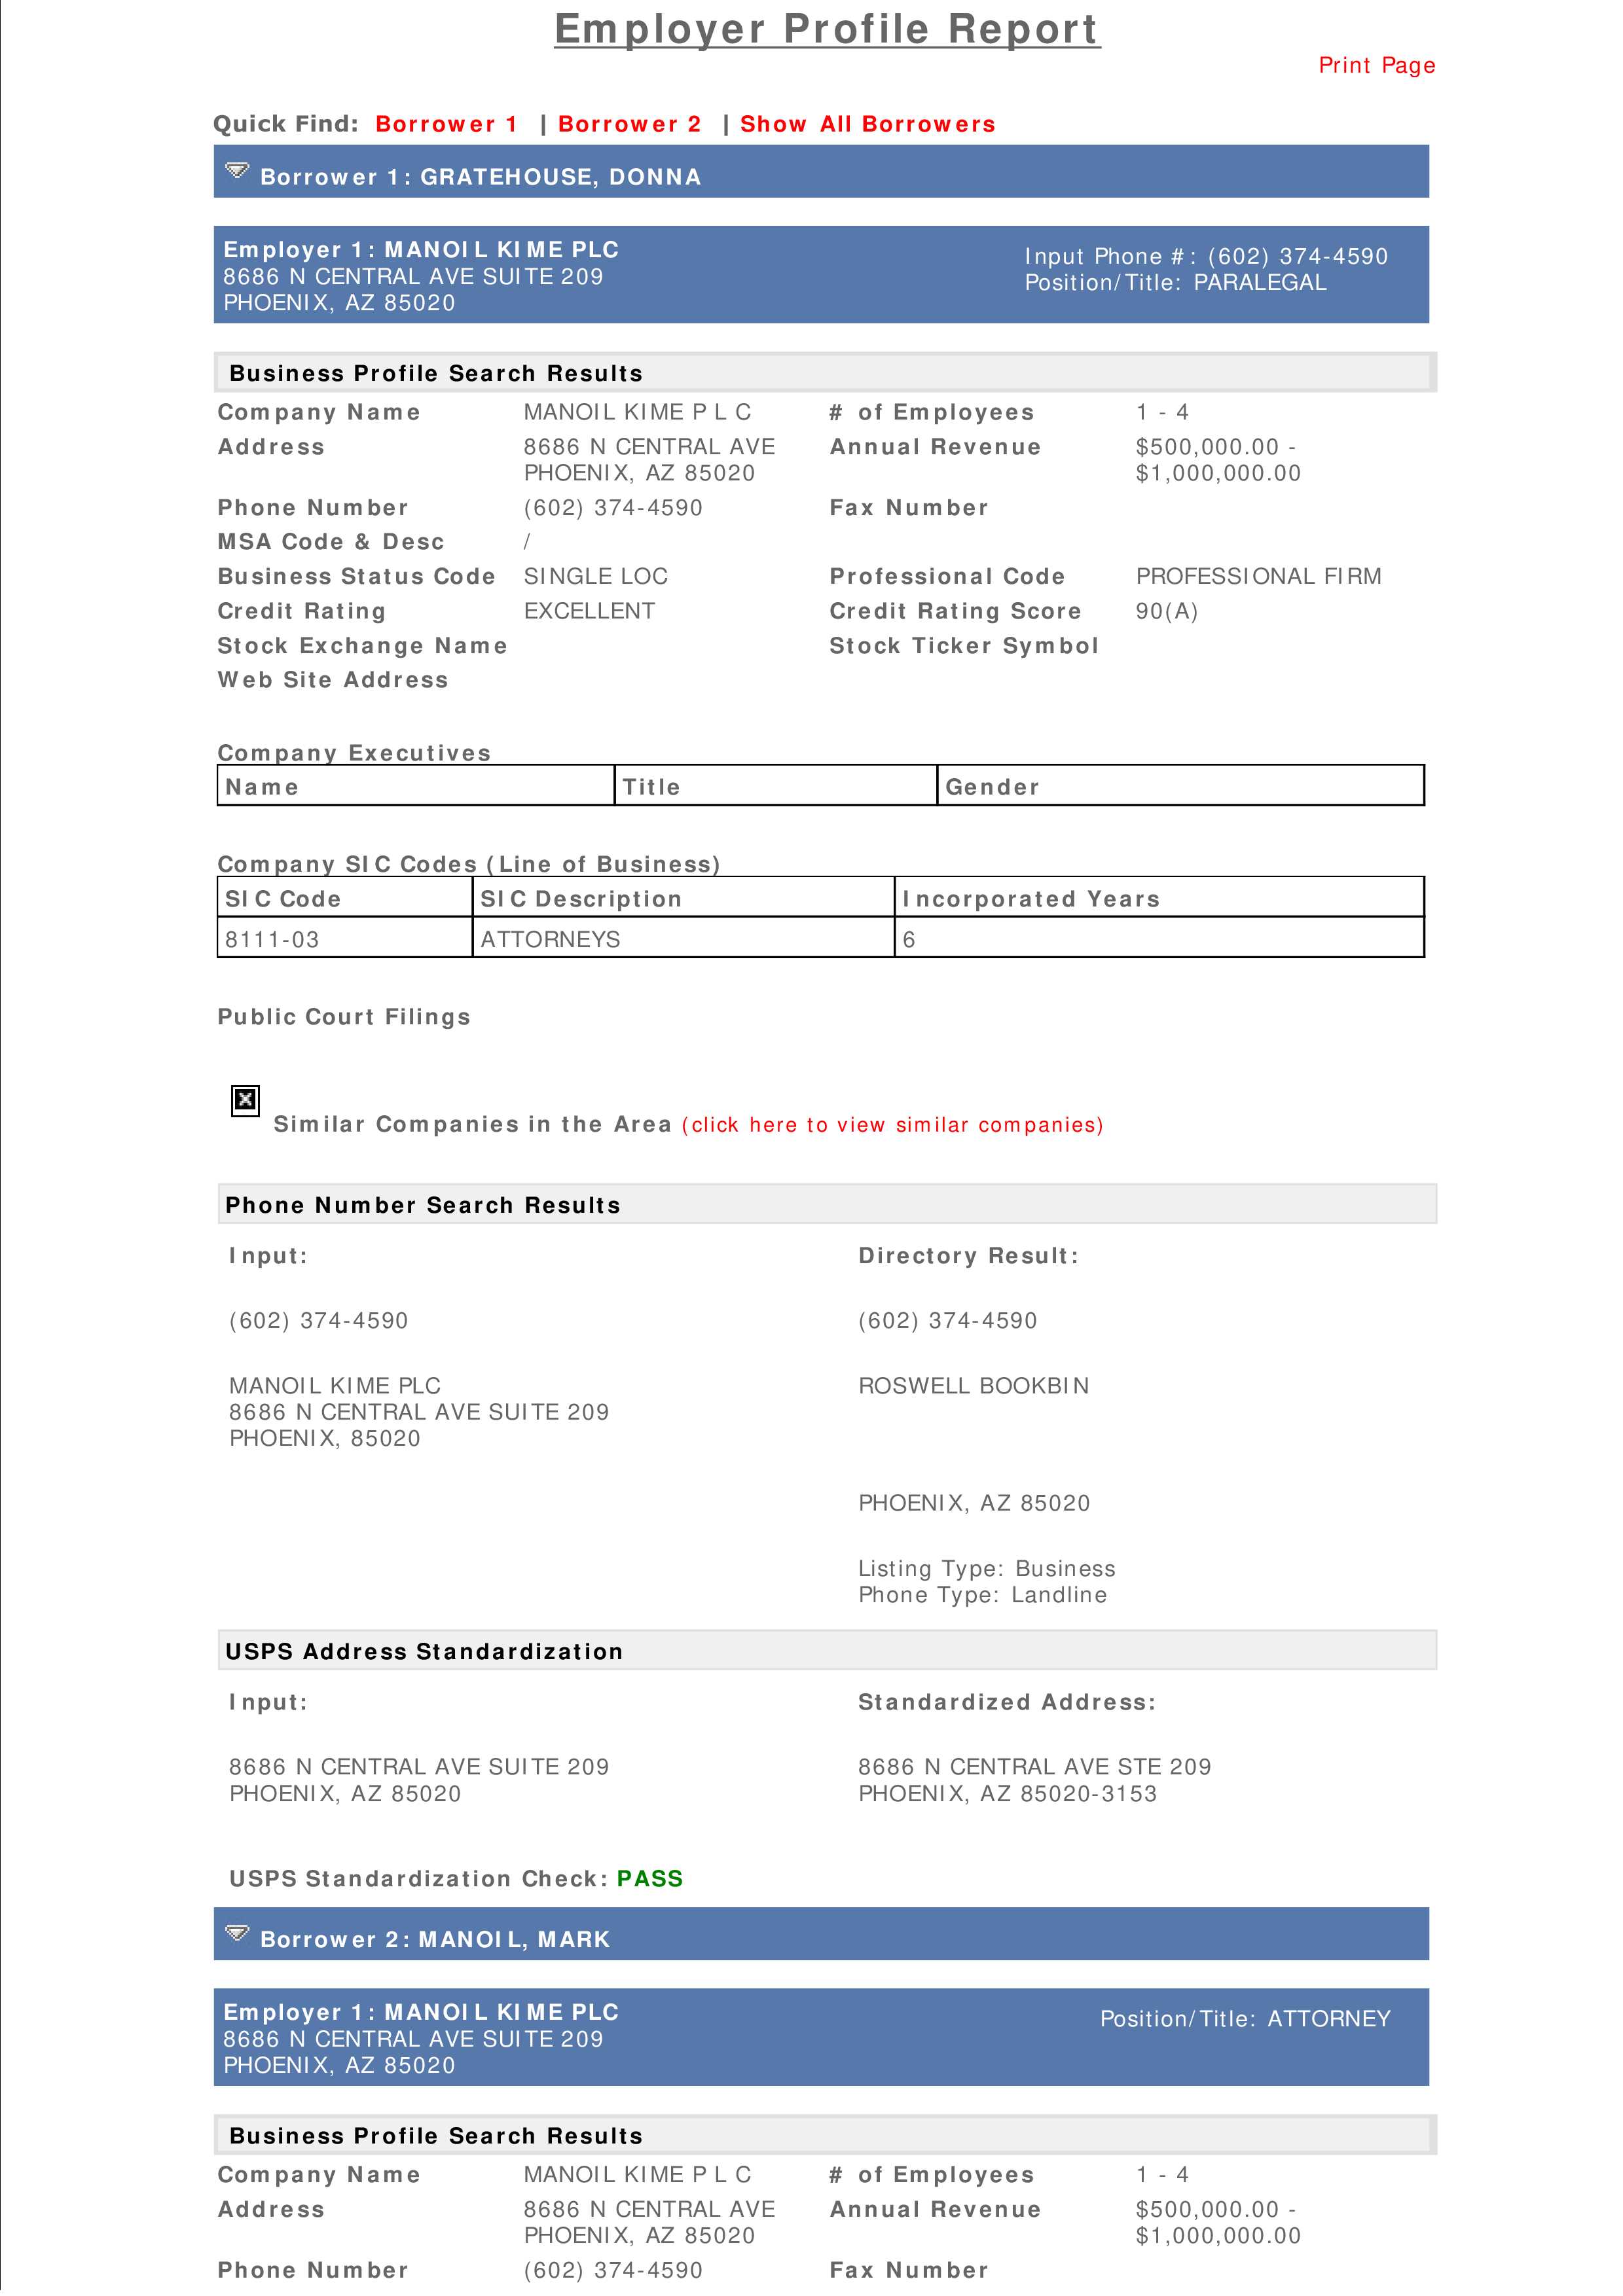 Employer Profile Report
Print Page
Quick Find: Borrower 1 | Borrower 2 | Show All Borrowers
Borrower 1: GRATEHOUSE, DONNA
Employer 1: MANOIL KIME PLC
8686 N CENTRAL AVE SUITE 209
PHOENIX, AZ 85020
Input Phone #: (602) 374-4590
Position/Title: PARALEGAL
Business Profile Search Results
Company Name MANOIL KIME P L C # of Employees 1 - 4
Address 8686 N CENTRAL AVE Annual Revenue $500,000.00 -
PHOENIX, AZ 85020 $1,000,000.00
Phone Number (602) 374-4590 Fax Number
MSA Code & Desc /
Business Status Code SINGLE LOC Professional Code PROFESSIONAL FIRM
Credit Rating EXCELLENT Credit Rating Score 90(A)
Stock Exchange Name Stock Ticker Symbol
Web Site Address
Company Executives
Name Title Gender
Company SIC Codes (Line of Business)
SIC Code SIC Description Incorporated Years
8111-03 ATTORNEYS 6
Public Court Filings
Similar Companies in the Area (click here to view similar companies)
Phone Number Search Results
Input: Directory Result:
(602) 374-4590 (602) 374-4590
MANOIL KIME PLC ROSWELL BOOKBIN
8686 N CENTRAL AVE SUITE 209
PHOENIX, 85020
PHOENIX, AZ 85020
Listing Type: Business
Phone Type: Landline
USPS Address Standardization
Input: Standardized Address:
8686 N CENTRAL AVE SUITE 209 8686 N CENTRAL AVE STE 209
PHOENIX, AZ 85020 PHOENIX, AZ 85020-3153
USPS Standardization Check: PASS
Borrower 2: MANOIL, MARK
Employer 1: MANOIL KIME PLC
8686 N CENTRAL AVE SUITE 209
PHOENIX, AZ 85020
Position/Title: ATTORNEY
Business Profile Search Results
Company Name MANOIL KIME P L C # of Employees 1 - 4
Address 8686 N CENTRAL AVE Annual Revenue $500,000.00 -
PHOENIX, AZ 85020 $1,000,000.00
Phone Number (602) 374-4590 Fax Number